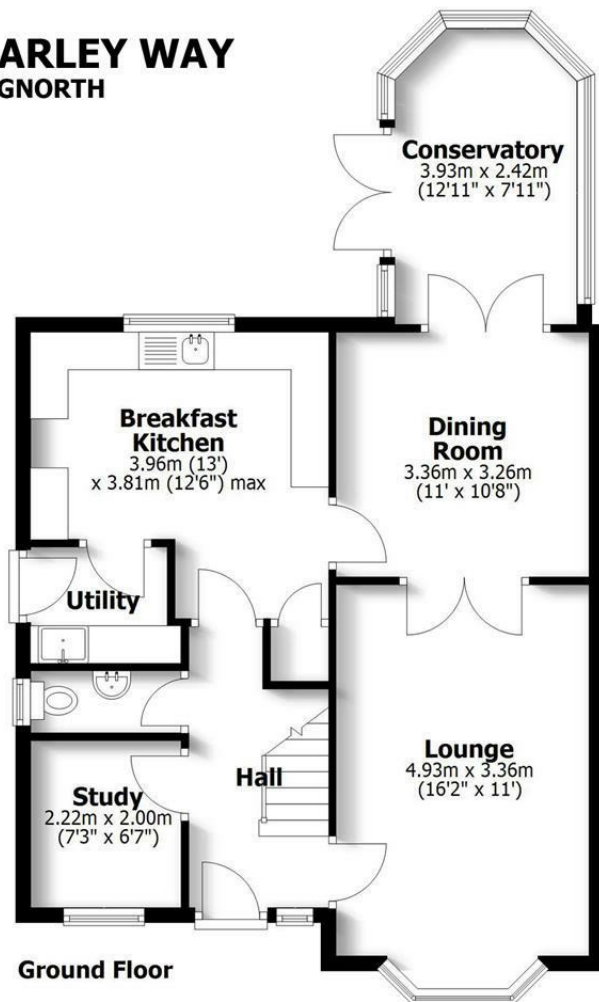 ARLEY WAY
GNORTH
Conservatory
3.93m x 2.42m
(12'11" x 7'11")
Breakfast
Kitchen
3.96m (13')
x 3.81m (12'6") max
Dining
Room
3.36m x 3.26m
(11' x 10'8")
Utility
Lounge
4.93m x 3.36m
(16'2" x 11')
Hall
Study
2.22m x 2.00m
(7'3" x 6'7")
Ground Floor